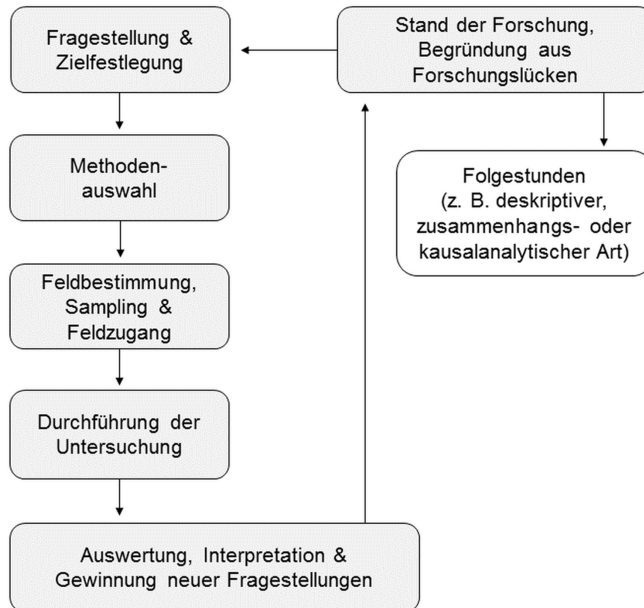 Fragestellung &
Zielfestlegung
Stand der Forschung,
Begründung aus
Forschungslücken
Methoden-
auswahl
Folgestunden
(z. B. deskriptiver,
zusammenhangs- oder
kausalanalytischer Art)
Feldbestimmung,
Sampling &
Feldzugang
Durchführung der
Untersuchung
Auswertung, Interpretation &
Gewinnung neuer Fragestellungen